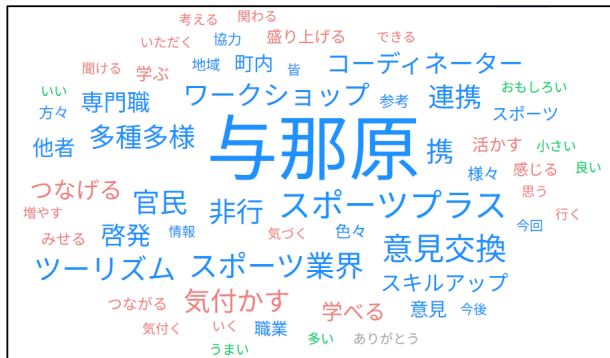 考える 関わる
いただく 協力 盛り上げる できる
聞ける 学ぶ 地域 町内 皆 コーディネーター
いい 方々 専門職 ワークショップ 参考 連携 おもしろい スポーツ
他者 多種多様 与那原 携 活かす 小さい
様々 感じる 良い
つなげる 官民 非行 スポーツプラス 思う
増やす 行く
みせる 啓発 情報 気づく 色々 意見交換 今回
ツーリズム スポーツ業界 スキルアップ
つながる 気付かす 学べる 意見 今後
気付く いく 職業
うまい 多い ありがとう